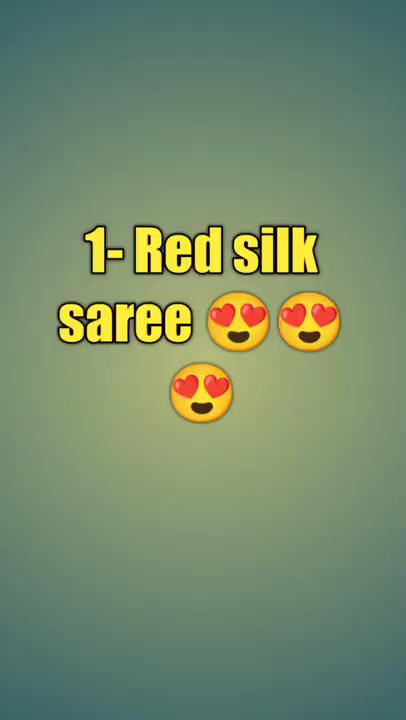 1- Red silk
saree 😍😍
😍